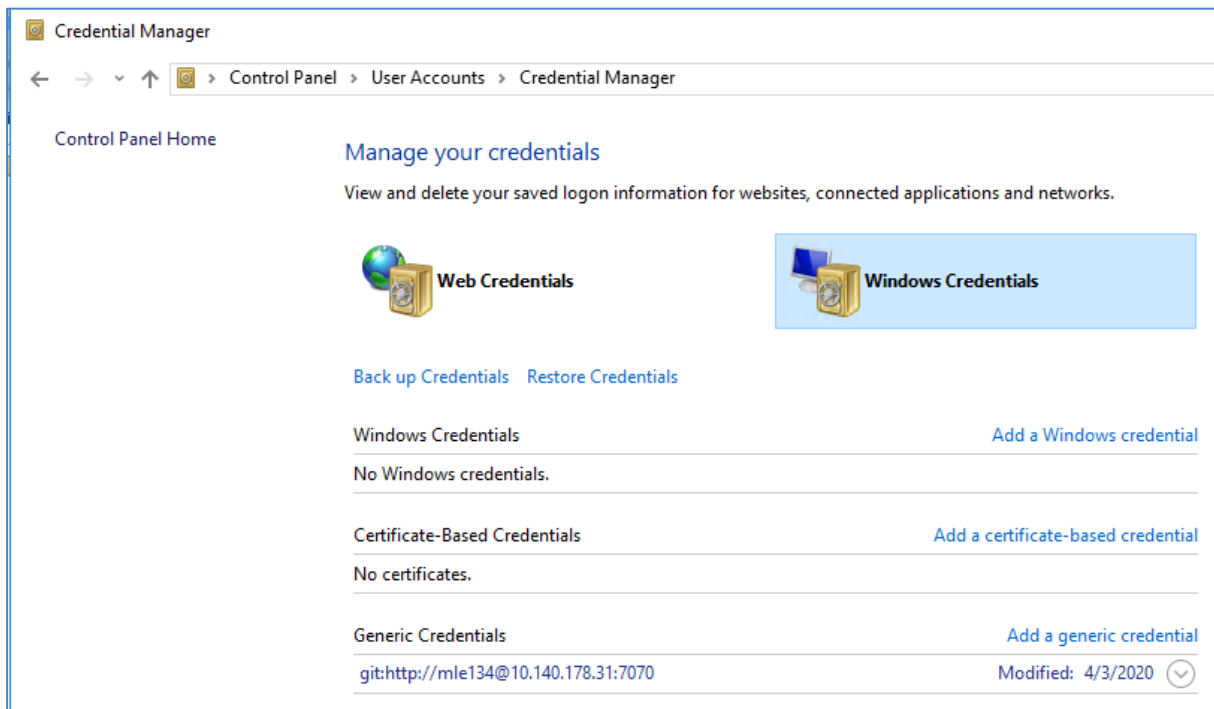 Credential Manager
Control Panel > User Accounts > Credential Manager
Control Panel Home
Manage your credentials
View and delete your saved logon information for websites, connected applications and networks.
Web Credentials
Windows Credentials
Back up Credentials Restore Credentials
Windows Credentials Add a Windows credential
No Windows credentials.
Certificate-Based Credentials Add a certificate-based credential
No certificates.
Generic Credentials Add a generic credential
git:http://mle134@10.140.178.31:7070 Modified: 4/3/2020